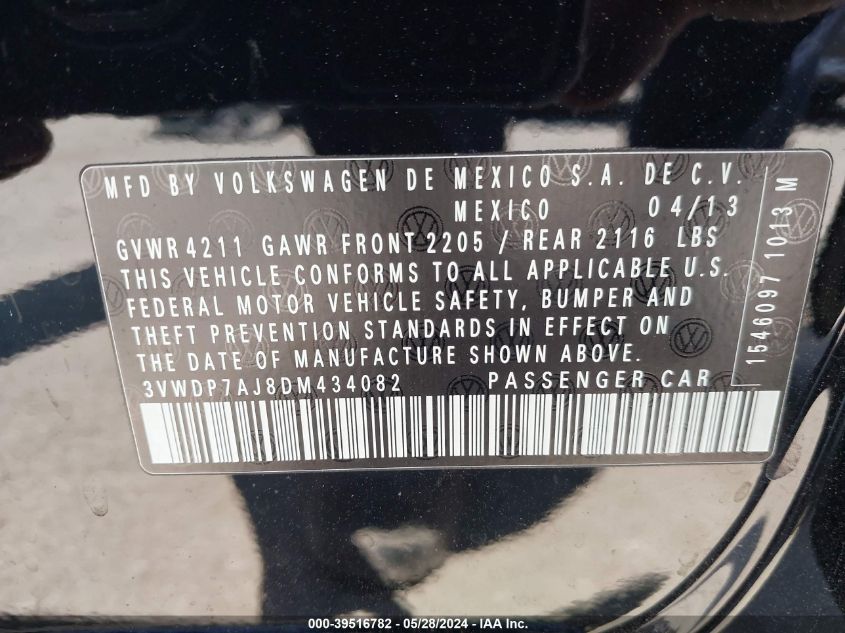 MFD BY VOLKSWAGEN DE MEXICO S.A. DE C.V.
MEXICO 04/13
GVWR 4211 GAWR FRONT 2205 / REAR 2116 LBS
THIS VEHICLE CONFORMS TO ALL APPLICABLE U.S.
FEDERAL MOTOR VEHICLE SAFETY, BUMPER AND
THEFT PREVENTION STANDARDS IN EFFECT ON
THE DATE OF MANUFACTURE SHOWN ABOVE.
3VWDP7AJ8DM434082 PASSENGER CAR
1546097 1013 M
000-39516782 / 05/28/2024 - IAA Inc.